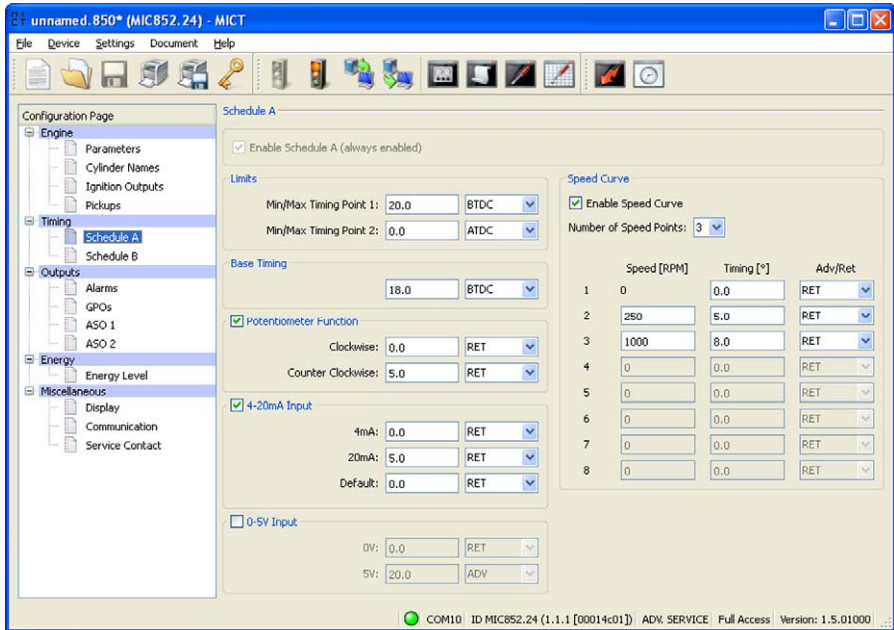 unnamed.850* (MIC852.24) - MICT
File Device Settings Document Help
Configuration Page
Engine
Parameters
Cylinder Names
Ignition Outputs
Pickups
Timing
Schedule A
Schedule B
Outputs
Alarms
GPOs
ASO 1
ASO 2
Energy
Energy Level
Miscellaneous
Display
Communication
Service Contact
Schedule A
Enable Schedule A (always enabled)
Limits
Min/Max Timing Point 1: 20.0 BTDC
Min/Max Timing Point 2: 0.0 ATDC
Base Timing
18.0 BTDC
Potentiometer Function
Clockwise: 0.0 RET
Counter Clockwise: 5.0 RET
4-20mA Input
4mA: 0.0 RET
20mA: 5.0 RET
Default: 0.0 RET
0-5V Input
0V: 0.0 RET
5V: 20.0 ADV
Speed Curve
Enable Speed Curve
Number of Speed Points: 3
Speed [RPM] Timing [°] Adv/Ret
1 0 0.0 RET
2 250 5.0 RET
3 1000 8.0 RET
4 0 0.0 RET
5 0 0.0 RET
6 0 0.0 RET
7 0 0.0 RET
8 0 0.0 RET
COM10 ID MIC852.24 (1.1.1 [00014c01]) ADV. SERVICE Full Access Version: 1.5.01000